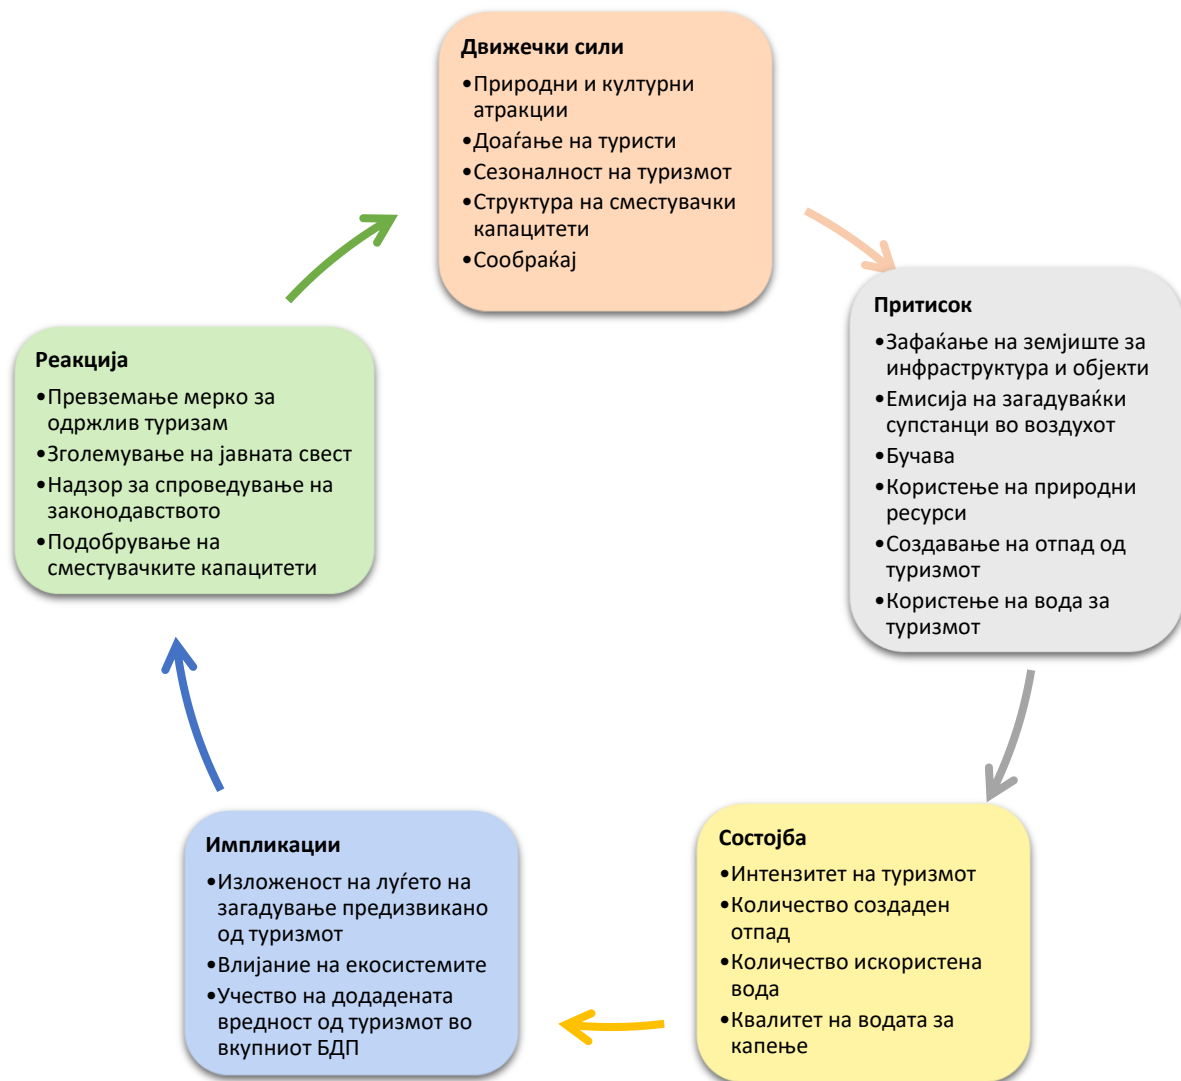 Движечки сили
•Природни и културни
атракции
•Доаѓање на туристи
•Сезоналност на туризмот
•Структура на сместувачки
капацитети
•Сообраќај
Притисок
•Зафаќање на земјиште за
инфраструктура и објекти
•Емисија на загадуваќки
супстанци во воздухот
•Бучава
•Користење на природни
ресурси
•Создавање на отпад од
туризмот
•Користење на вода за
туризмот
Состојба
•Интензитет на туризмот
•Количество создаден
отпад
•Количество искористена
вода
•Квалитет на водата за
капење
Импликации
•Изложеност на луѓето на
загадување предизвикано
од туризмот
•Влијание на екосистемите
•Учество на додадената
вредност од туризмот во
вкупниот БДП
Реакција
•Превземање мерко за
одржлив туризам
•Зголемување на јавната свест
•Надзор за спроведување на
законодавството
•Подобрување на
сместувачките капацитети